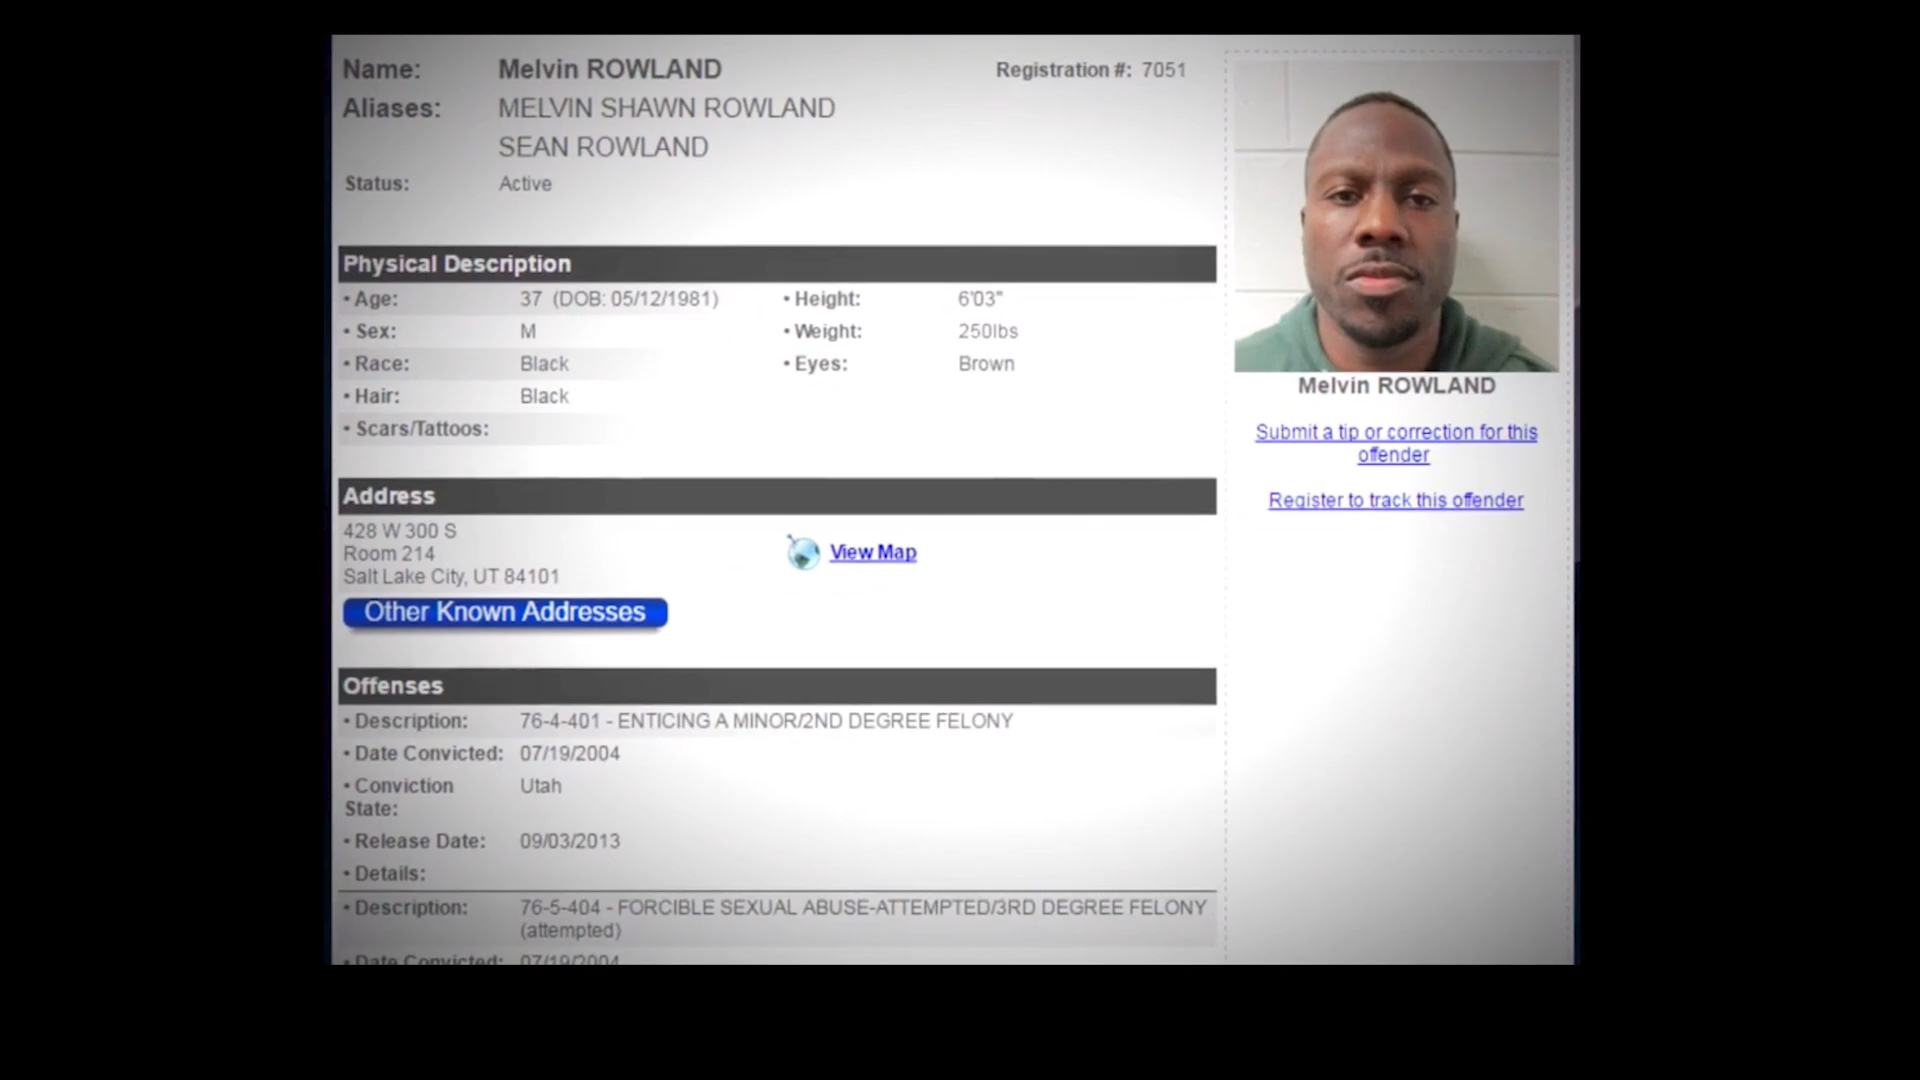 Name: Melvin ROWLAND Registration #: 7051
Aliases: MELVIN SHAWN ROWLAND
SEAN ROWLAND
Status: Active
Physical Description
• Age: 37 (DOB: 05/12/1981) • Height: 6'03"
• Sex: M • Weight: 250lbs
• Race: Black • Eyes: Brown
• Hair: Black
• Scars/Tattoos:
Address
428 W 300 S
Room 214
Salt Lake City, UT 84101
View Map
Other Known Addresses
Offenses
• Description: 76-4-401 - ENTICING A MINOR/2ND DEGREE FELONY
• Date Convicted: 07/19/2004
• Conviction Utah
State:
• Release Date: 09/03/2013
• Details:
• Description: 76-5-404 - FORCIBLE SEXUAL ABUSE-ATTEMPTED/3RD DEGREE FELONY
(attempted)
• Date Convicted: 07/19/2004
Melvin ROWLAND
Submit a tip or correction for this
offender
Register to track this offender